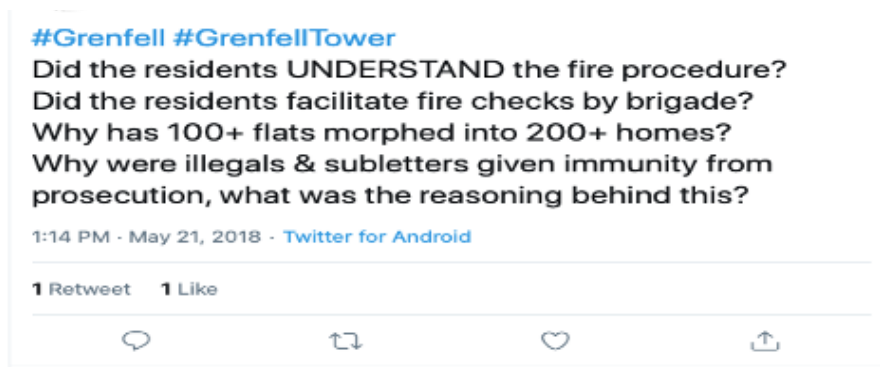 #Grenfell #GrenfellTower
Did the residents UNDERSTAND the fire procedure?
Did the residents facilitate fire checks by brigade?
Why has 100+ flats morphed into 200+ homes?
Why were illegals & subletters given immunity from
prosecution, what was the reasoning behind this?
1:14 PM · May 21, 2018 · Twitter for Android
1 Retweet 1 Like